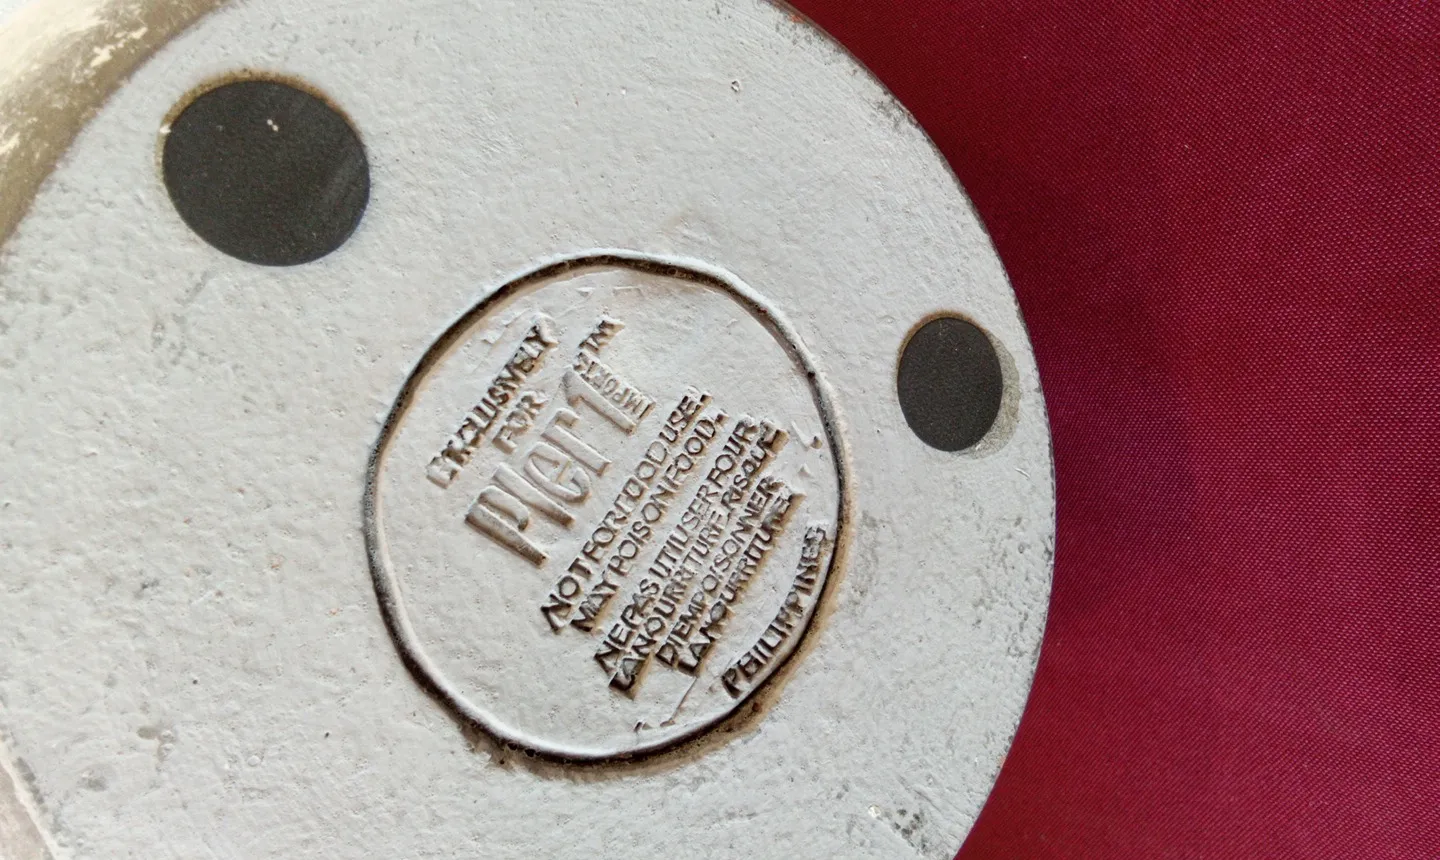 EXCLUSIVELY
FOR
Pier 1
IMPORTS™
NOT FOR FOOD USE!
MAY POISON FOOD.
NE PAS UTILISER POUR
LA NOURRITURE RISQUE
D'EMPOISONNER
LA NOURRITURE!
PHILIPPINES